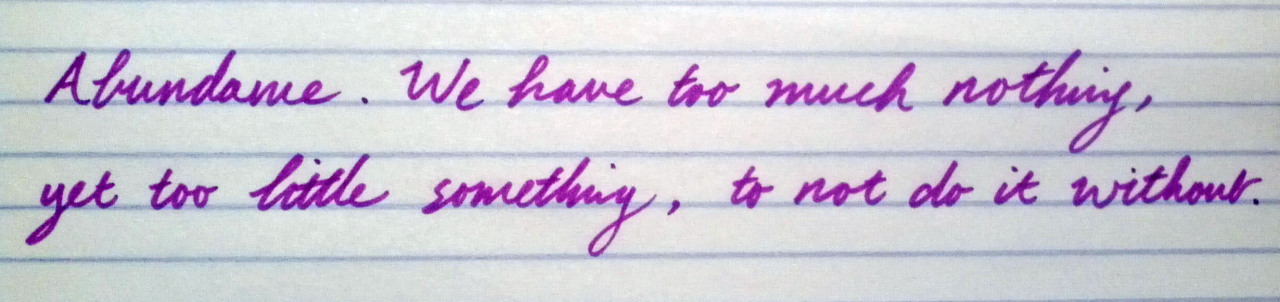 Abundance. We have too much nothing,
yet too little something, to not do it without.